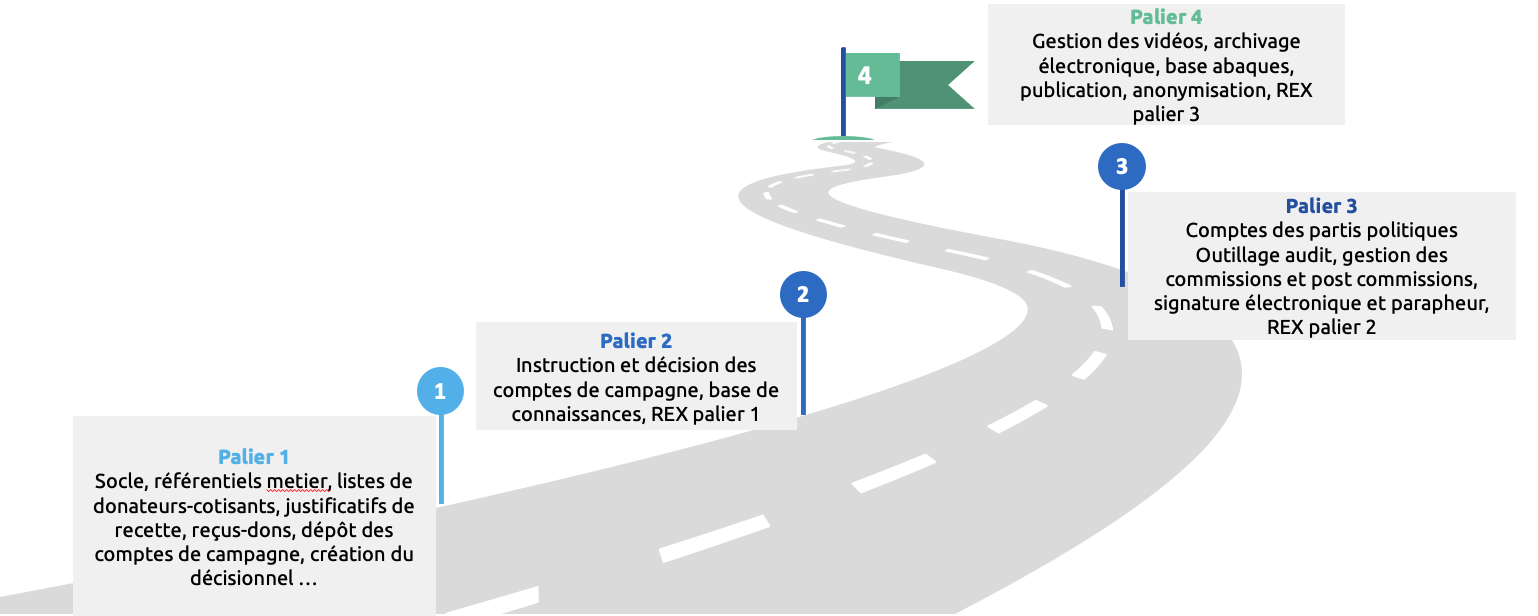 Palier 4
Gestion des vidéos, archivage
électronique, base abaques,
publication, anonymisation, REX
palier 3
4
3
Palier 3
Comptes des partis politiques
Outillage audit, gestion des
commissions et post commissions,
signature électronique et parapheur,
REX palier 2
2
Palier 2
Instruction et décision des
comptes de campagne, base de
connaissances, REX palier 1
1
Palier 1
Socle, référentiels metier, listes de
donateurs-cotisants, justificatifs de
recette, reçus-dons, dépôt des
comptes de campagne, création du
décisionnel ...